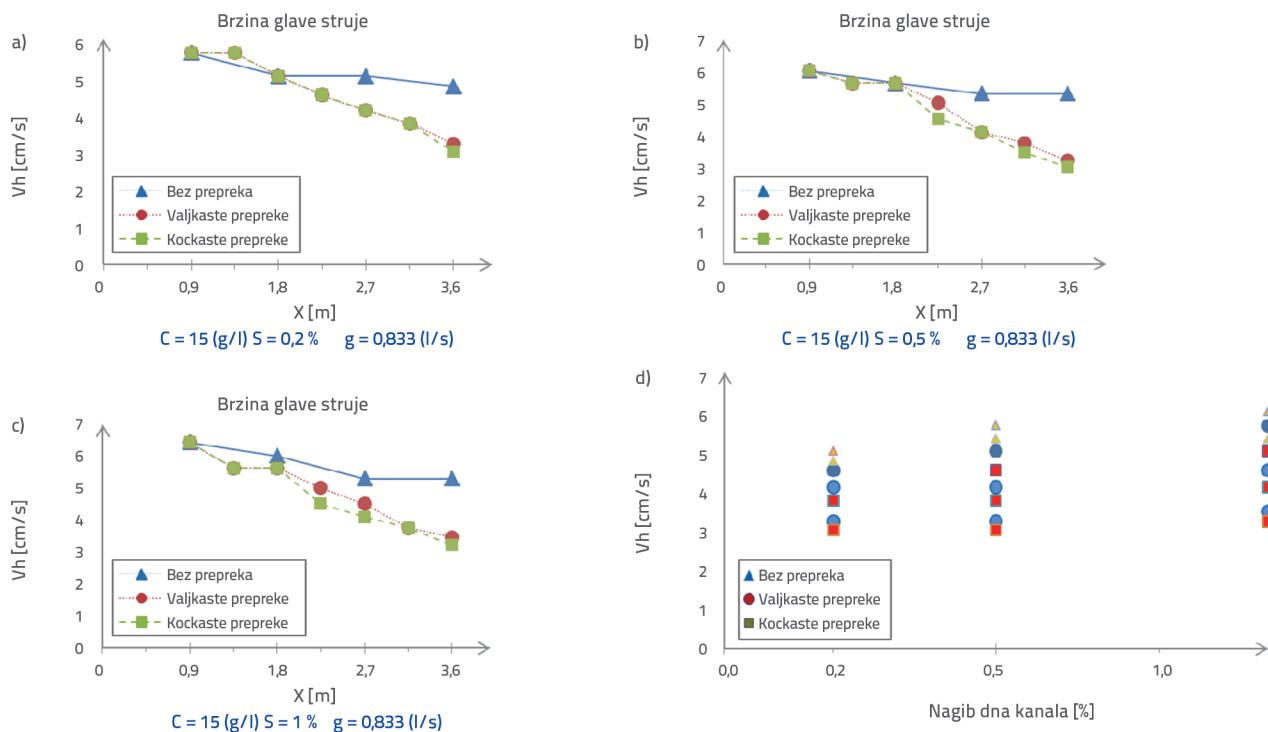 a)
Brzina glave struje
6
5
4
3
2
1
0
Vh [cm/s]
Bez prepreka
Valjkaste prepreke
Kockaste prepreke
0 0,9 1,8 2,7 3,6
X [m]
C = 15 (g/l) S = 0,2 % g = 0,833 (l/s)
b)
Brzina glave struje
7
6
5
4
3
2
1
0
Vh [cm/s]
Bez prepreka
Valjkaste prepreke
Kockaste prepreke
0 0,9 1,8 2,7 3,6
X [m]
C = 15 (g/l) S = 0,5 % g = 0,833 (l/s)
c)
Brzina glave struje
7
6
5
4
3
2
1
0
Vh [cm/s]
Bez prepreka
Valjkaste prepreke
Kockaste prepreke
0 0,9 1,8 2,7 3,6
X [m]
C = 15 (g/l) S = 1 % g = 0,833 (l/s)
d)
7
6
5
4
3
2
1
0
Vh [cm/s]
Bez prepreka
Valjkaste prepreke
Kockaste prepreke
0,0 0,2 0,5 1,0
Nagib dna kanala [%]